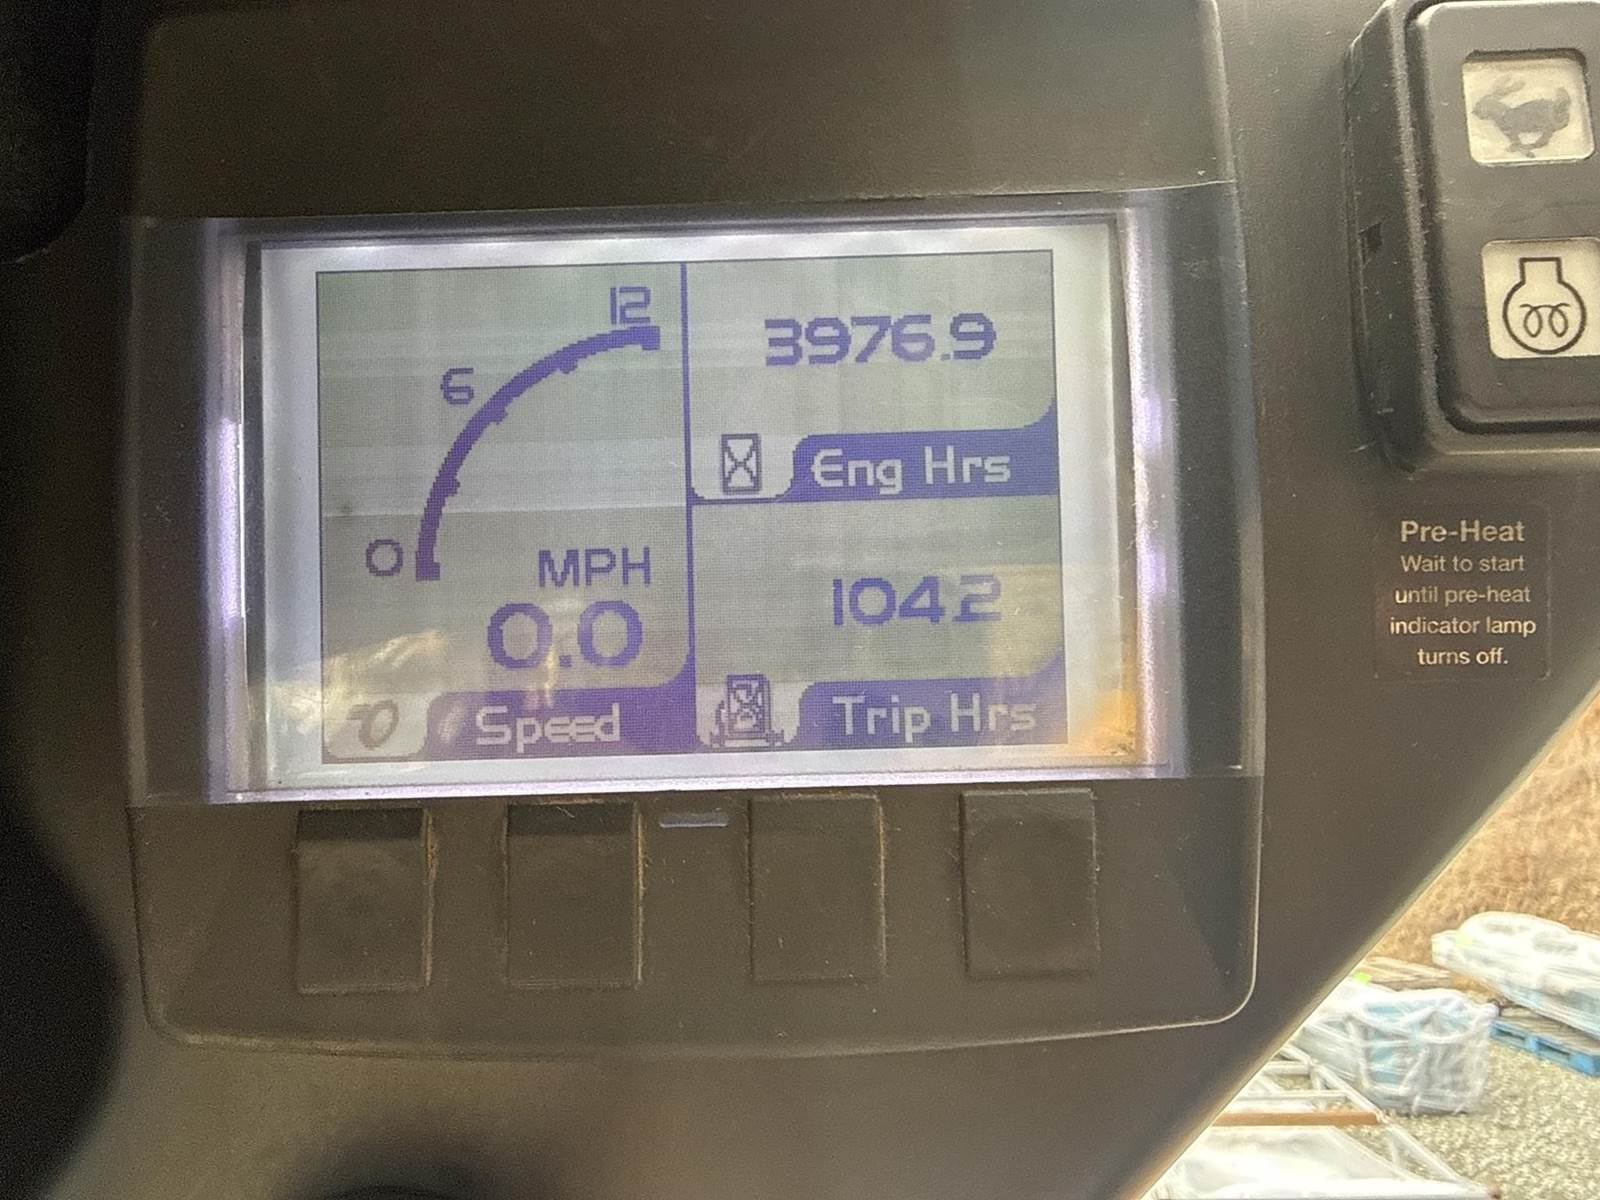 12
6
0
MPH
0.0
Speed
3976.9
Eng Hrs
104.2
Trip Hrs
Pre-Heat
Wait to start
until pre-heat
indicator lamp
turns off.